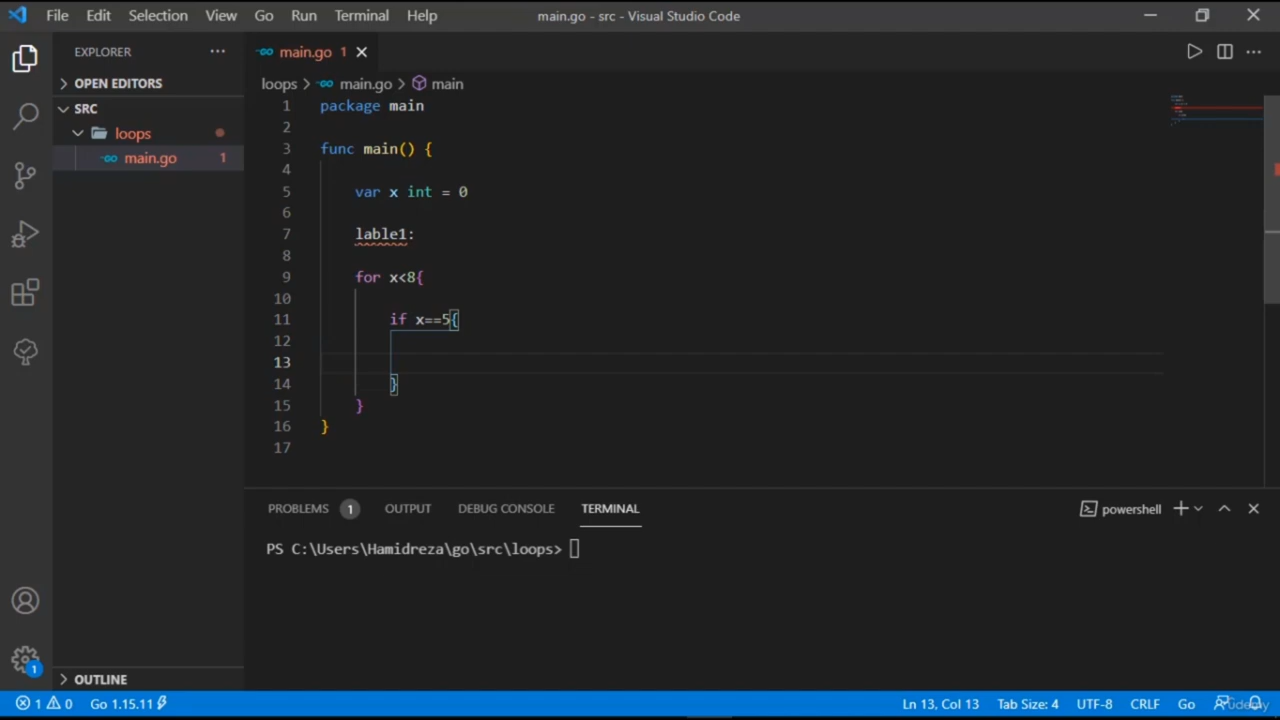 File Edit Selection View Go Run Terminal Help main.go - src - Visual Studio Code
EXPLORER
OPEN EDITORS
SRC
loops
main.go 1
main.go 1
loops > main.go > main
1 package main
2
3 func main() {
4
5 var x int = 0
6
7 lable1:
8
9 for x<8{
10
11 if x==5{
12
13
14 }
15 }
16 }
17
PROBLEMS 1 OUTPUT DEBUG CONSOLE TERMINAL
powershell
PS C:\Users\Hamidreza\go\src\loops>
1
OUTLINE
1 0 Go 1.15.11 Ln 13, Col 13 Tab Size: 4 UTF-8 CRLF Go
Udemy